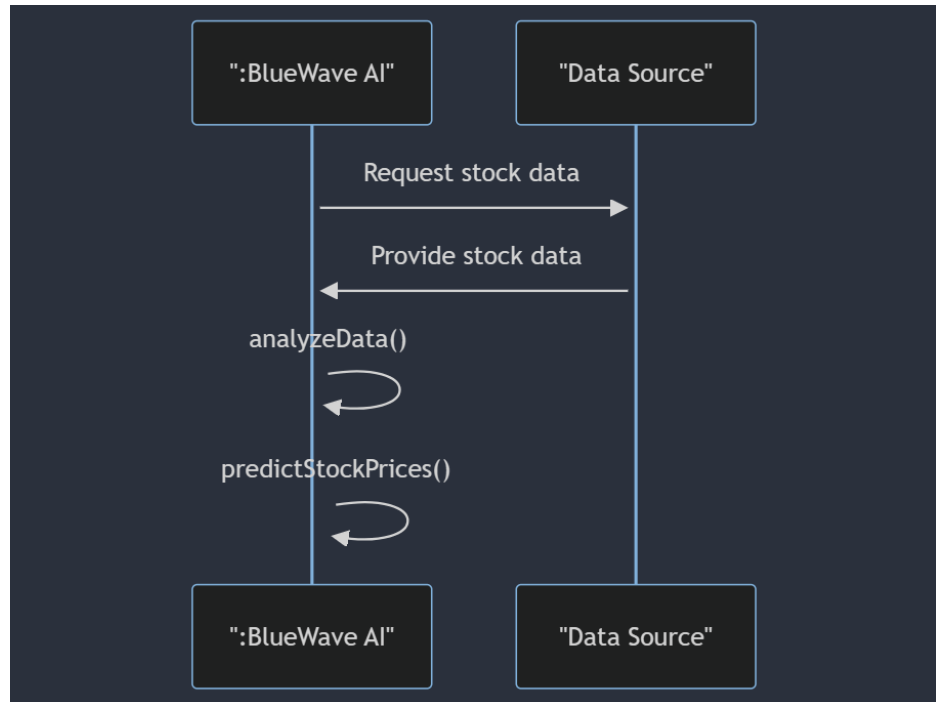 ":BlueWave AI"
"Data Source"
Request stock data
Provide stock data
analyzeData()
predictStockPrices()
":BlueWave AI"
"Data Source"